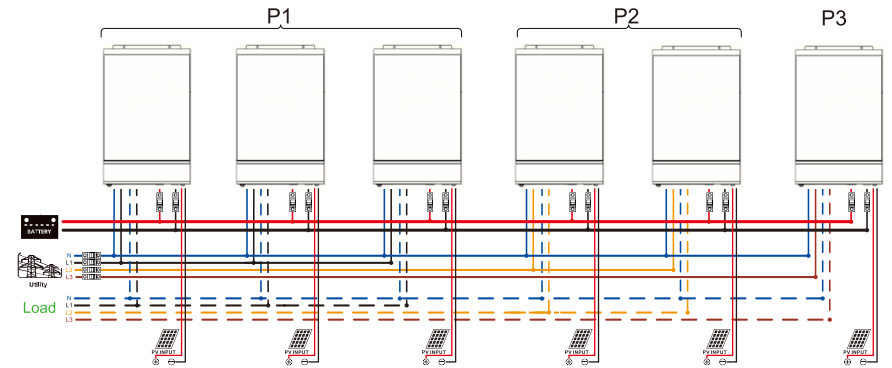 P1
P2
P3
BATTERY
N
L1
L2
L3
Utility
Load
N
L1
L2
L3
PV INPUT
PV INPUT
PV INPUT
PV INPUT
PV INPUT
PV INPUT